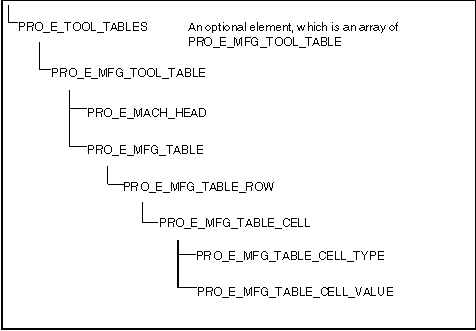 PRO_E_TOOL_TABLES An optional element, which is an array of
PRO_E_MFG_TOOL_TABLE
PRO_E_MFG_TOOL_TABLE
PRO_E_MACH_HEAD
PRO_E_MFG_TABLE
PRO_E_MFG_TABLE_ROW
PRO_E_MFG_TABLE_CELL
PRO_E_MFG_TABLE_CELL_TYPE
PRO_E_MFG_TABLE_CELL_VALUE